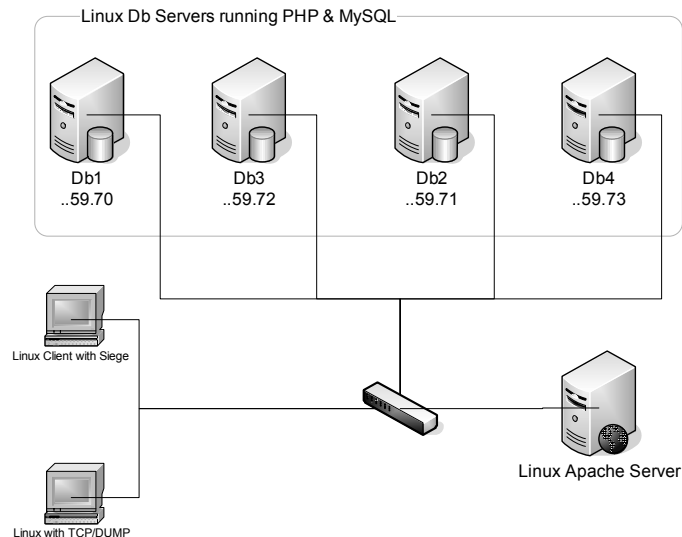 Linux Db Servers running PHP & MySQL
Db1
..59.70
Db3
..59.72
Db2
..59.71
Db4
..59.73
Linux Client with Siege
Linux Apache Server
Linux with TCP/DUMP